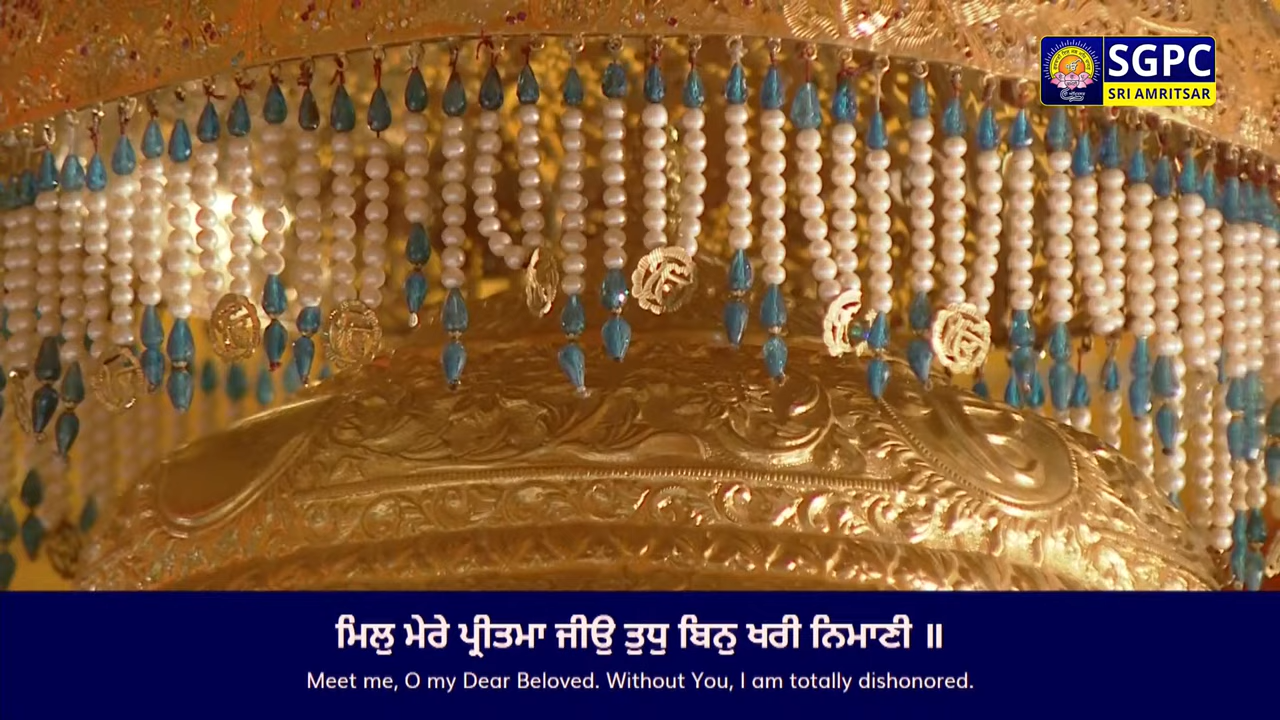 SGPC
SRI AMRITSAR
ਮਿਲੁ ਮੇਰੇ ਪ੍ਰੀਤਮਾ ਜੀਉ ਤੁਧੁ ਬਿਨੁ ਖਰੀ ਨਿਮਾਣੀ ॥
Meet me, O my Dear Beloved. Without You, I am totally dishonored.